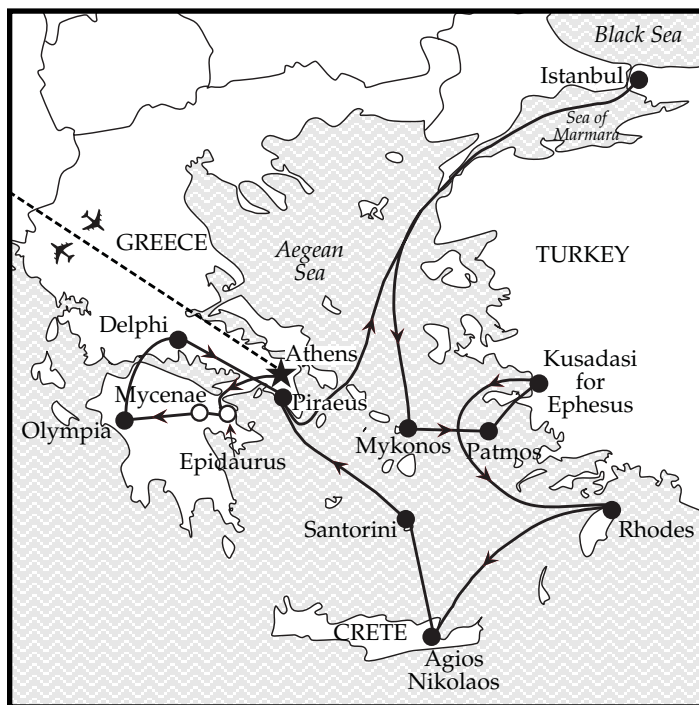 Black Sea
Istanbul
Sea of
Marmara
GREECE
Aegean
Sea
TURKEY
Delphi
Athens
Kusadasi
for
Ephesus
Mycenae
Piraeus
Olympia
Epidaurus
Mykonos
Patmos
Santorini
Rhodes
CRETE
Agios
Nikolaos